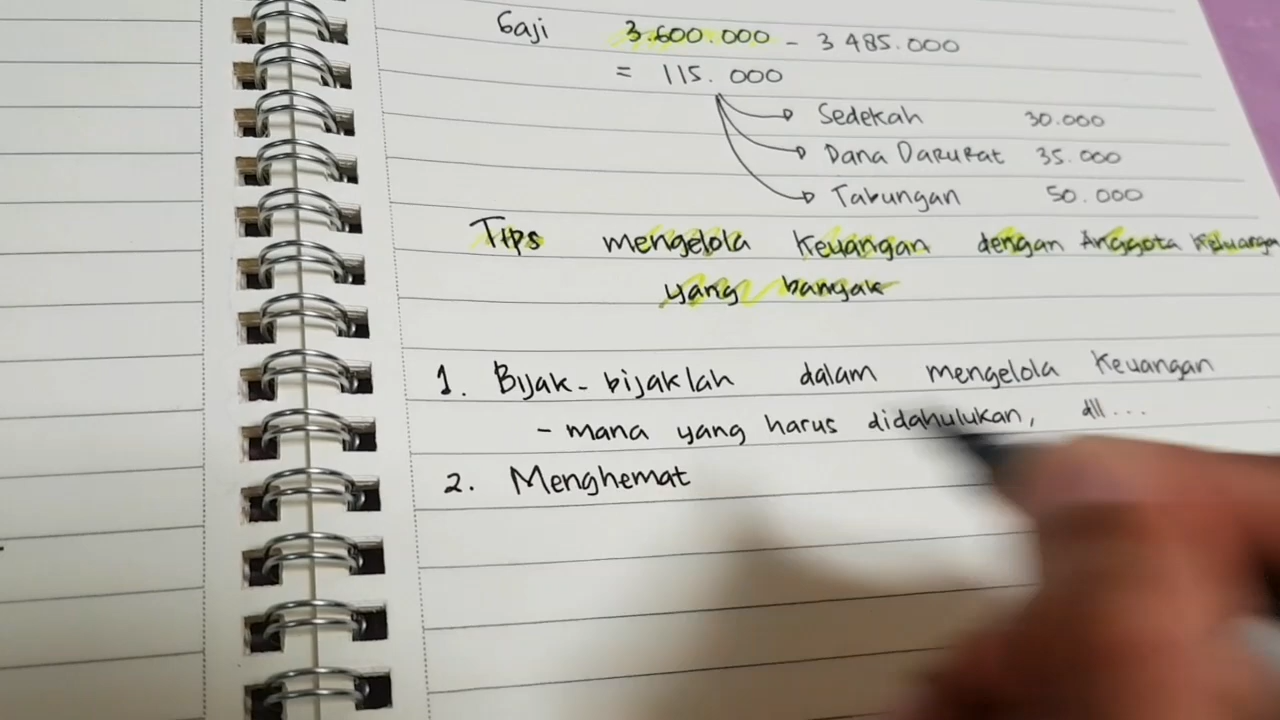 Gaji 3.600.000 - 3 485.000
= 115.000
Sedekah 30.000
Dana Darurat 35.000
Tabungan 50.000
Tips mengelola Keuangan dengan Anggota Keluarga
yang banyak
1. Bijak-bijaklah dalam mengelola Keuangan
- mana yang harus didahulukan, dll...
2. Menghemat